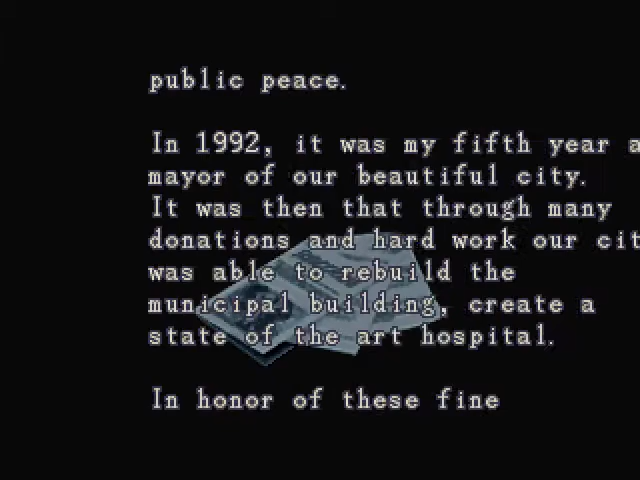 public peace.
In 1992, it was my fifth year a
mayor of our beautiful city.
It was then that through many
donations and hard work our cit
was able to rebuild the
municipal building, create a
state of the art hospital.
In honor of these fine